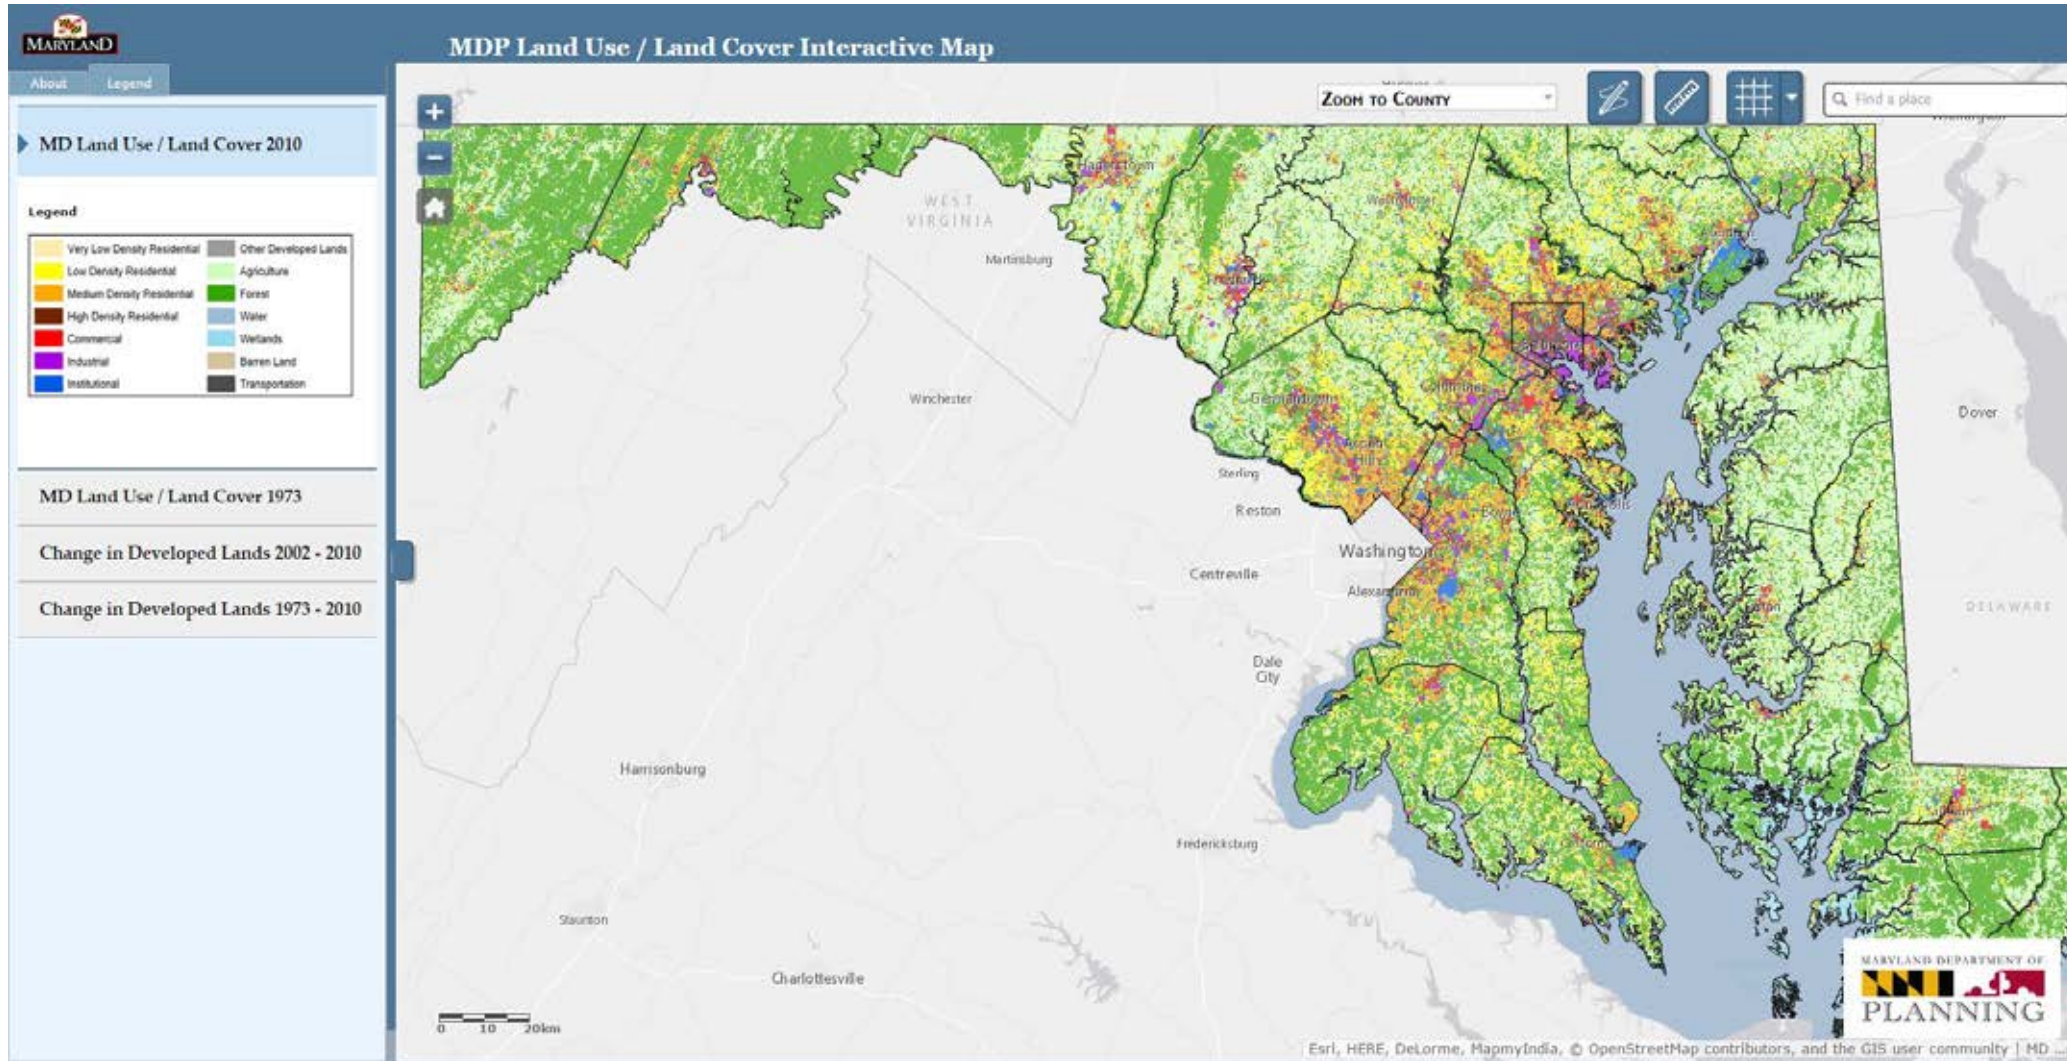 MARYLAND
MDP Land Use / Land Cover Interactive Map
About
Legend
ZOOM TO COUNTY
Find a place
MD Land Use / Land Cover 2010
Legend
Very Low Density Residential
Low Density Residential
Medium Density Residential
High Density Residential
Commercial
Industrial
Institutional
Other Developed Lands
Agriculture
Forest
Water
Wetlands
Barren Land
Transportation
MD Land Use / Land Cover 1973
Change in Developed Lands 2002 - 2010
Change in Developed Lands 1973 - 2010
Hagerstown
WEST
VIRGINIA
Martinsburg
Westminster
Winchester
Dover
Germantown
Sterling
Reston
Washington
Centreville
Alexandria
DELAWARE
Dale
City
Harrisonburg
Fredericksburg
Staunton
Charlottesville
0 10 20km
MARYLAND DEPARTMENT OF
PLANNING
Esri, HERE, DeLorme, MapmyIndia, © OpenStreetMap contributors, and the GIS user community | MD